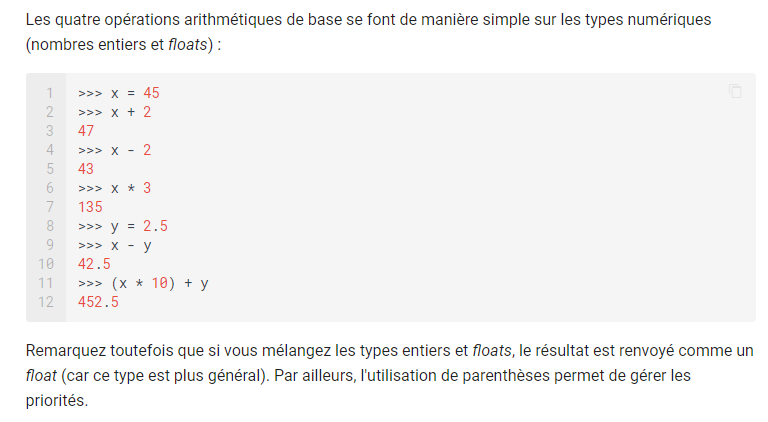 Les quatre opérations arithmétiques de base se font de manière simple sur les types numériques
(nombres entiers et floats) :
1 >>> x = 45
2 >>> x + 2
3 47
4 >>> x - 2
5 43
6 >>> x * 3
7 135
8 >>> y = 2.5
9 >>> x - y
10 42.5
11 >>> (x * 10) + y
12 452.5
Remarquez toutefois que si vous mélangez les types entiers et floats, le résultat est renvoyé comme un
float (car ce type est plus général). Par ailleurs, l'utilisation de parenthèses permet de gérer les
priorités.